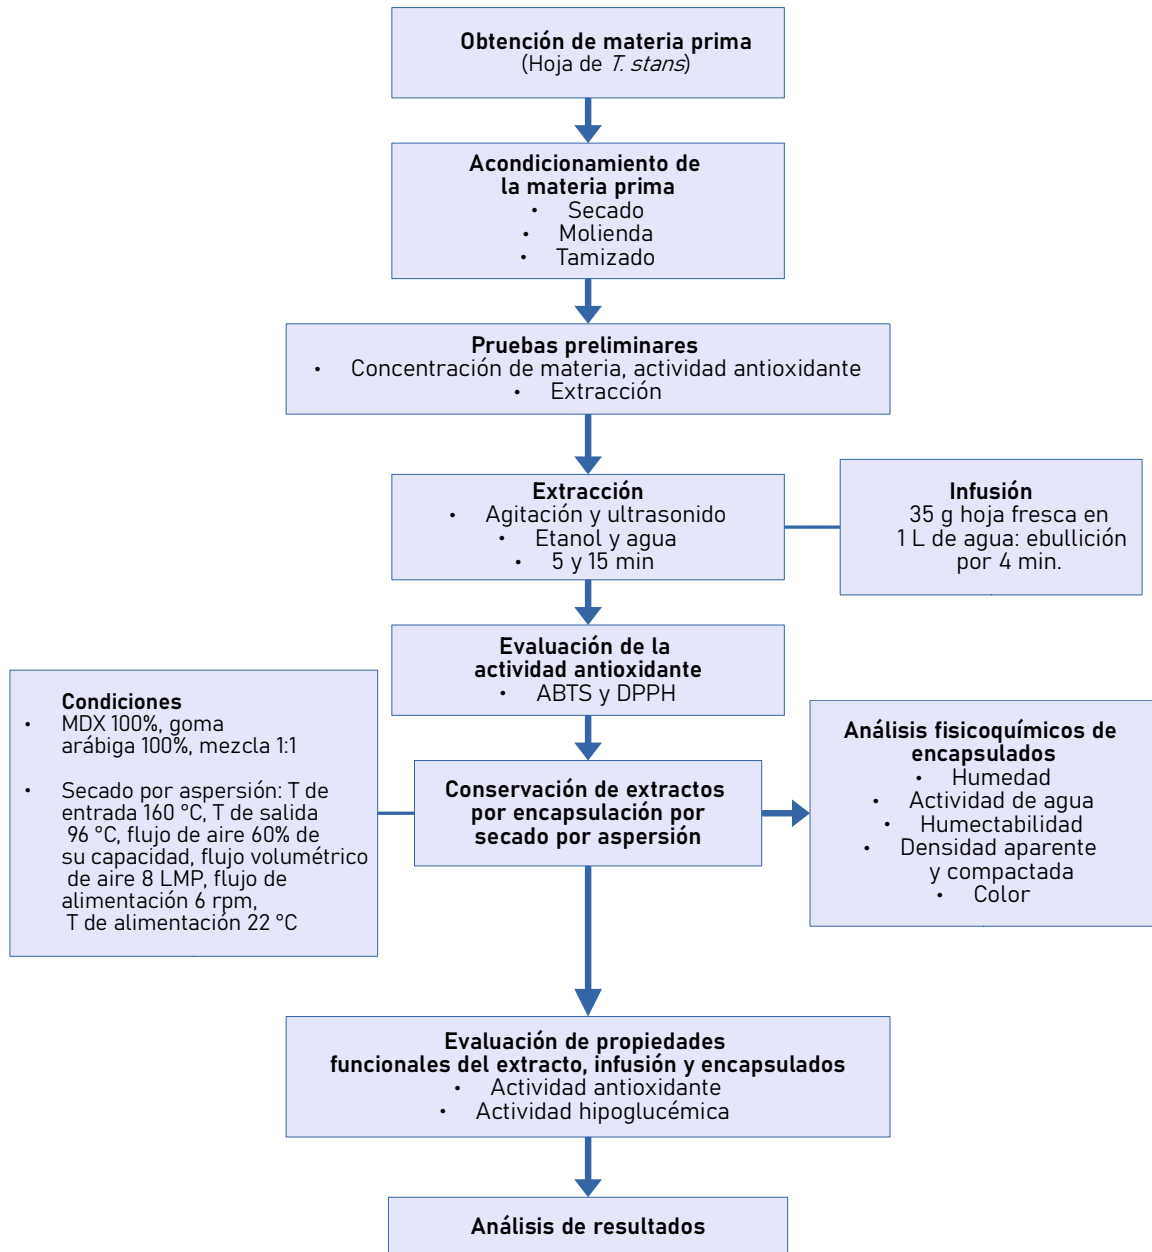 Obtención de materia prima
(Hoja de T. stans)
Acondicionamiento de
la materia prima
• Secado
• Molienda
• Tamizado
Pruebas preliminares
• Concentración de materia, actividad antioxidante
• Extracción
Extracción
• Agitación y ultrasonido
• Etanol y agua
• 5 y 15 min
Infusión
35 g hoja fresca en
1 L de agua: ebullición
por 4 min.
Evaluación de la
actividad antioxidante
• ABTS y DPPH
Condiciones
• MDX 100%, goma
arábiga 100%, mezcla 1:1
• Secado por aspersión: T de
entrada 160 °C, T de salida
96 °C, flujo de aire 60% de
su capacidad, flujo volumétrico
de aire 8 LMP, flujo de
alimentación 6 rpm,
T de alimentación 22 °C
Conservación de extractos
por encapsulación por
secado por aspersión
Análisis fisicoquímicos de
encapsulados
• Humedad
• Actividad de agua
• Humectabilidad
• Densidad aparente
y compactada
• Color
Evaluación de propiedades
funcionales del extracto, infusión y encapsulados
• Actividad antioxidante
• Actividad hipoglucémica
Análisis de resultados